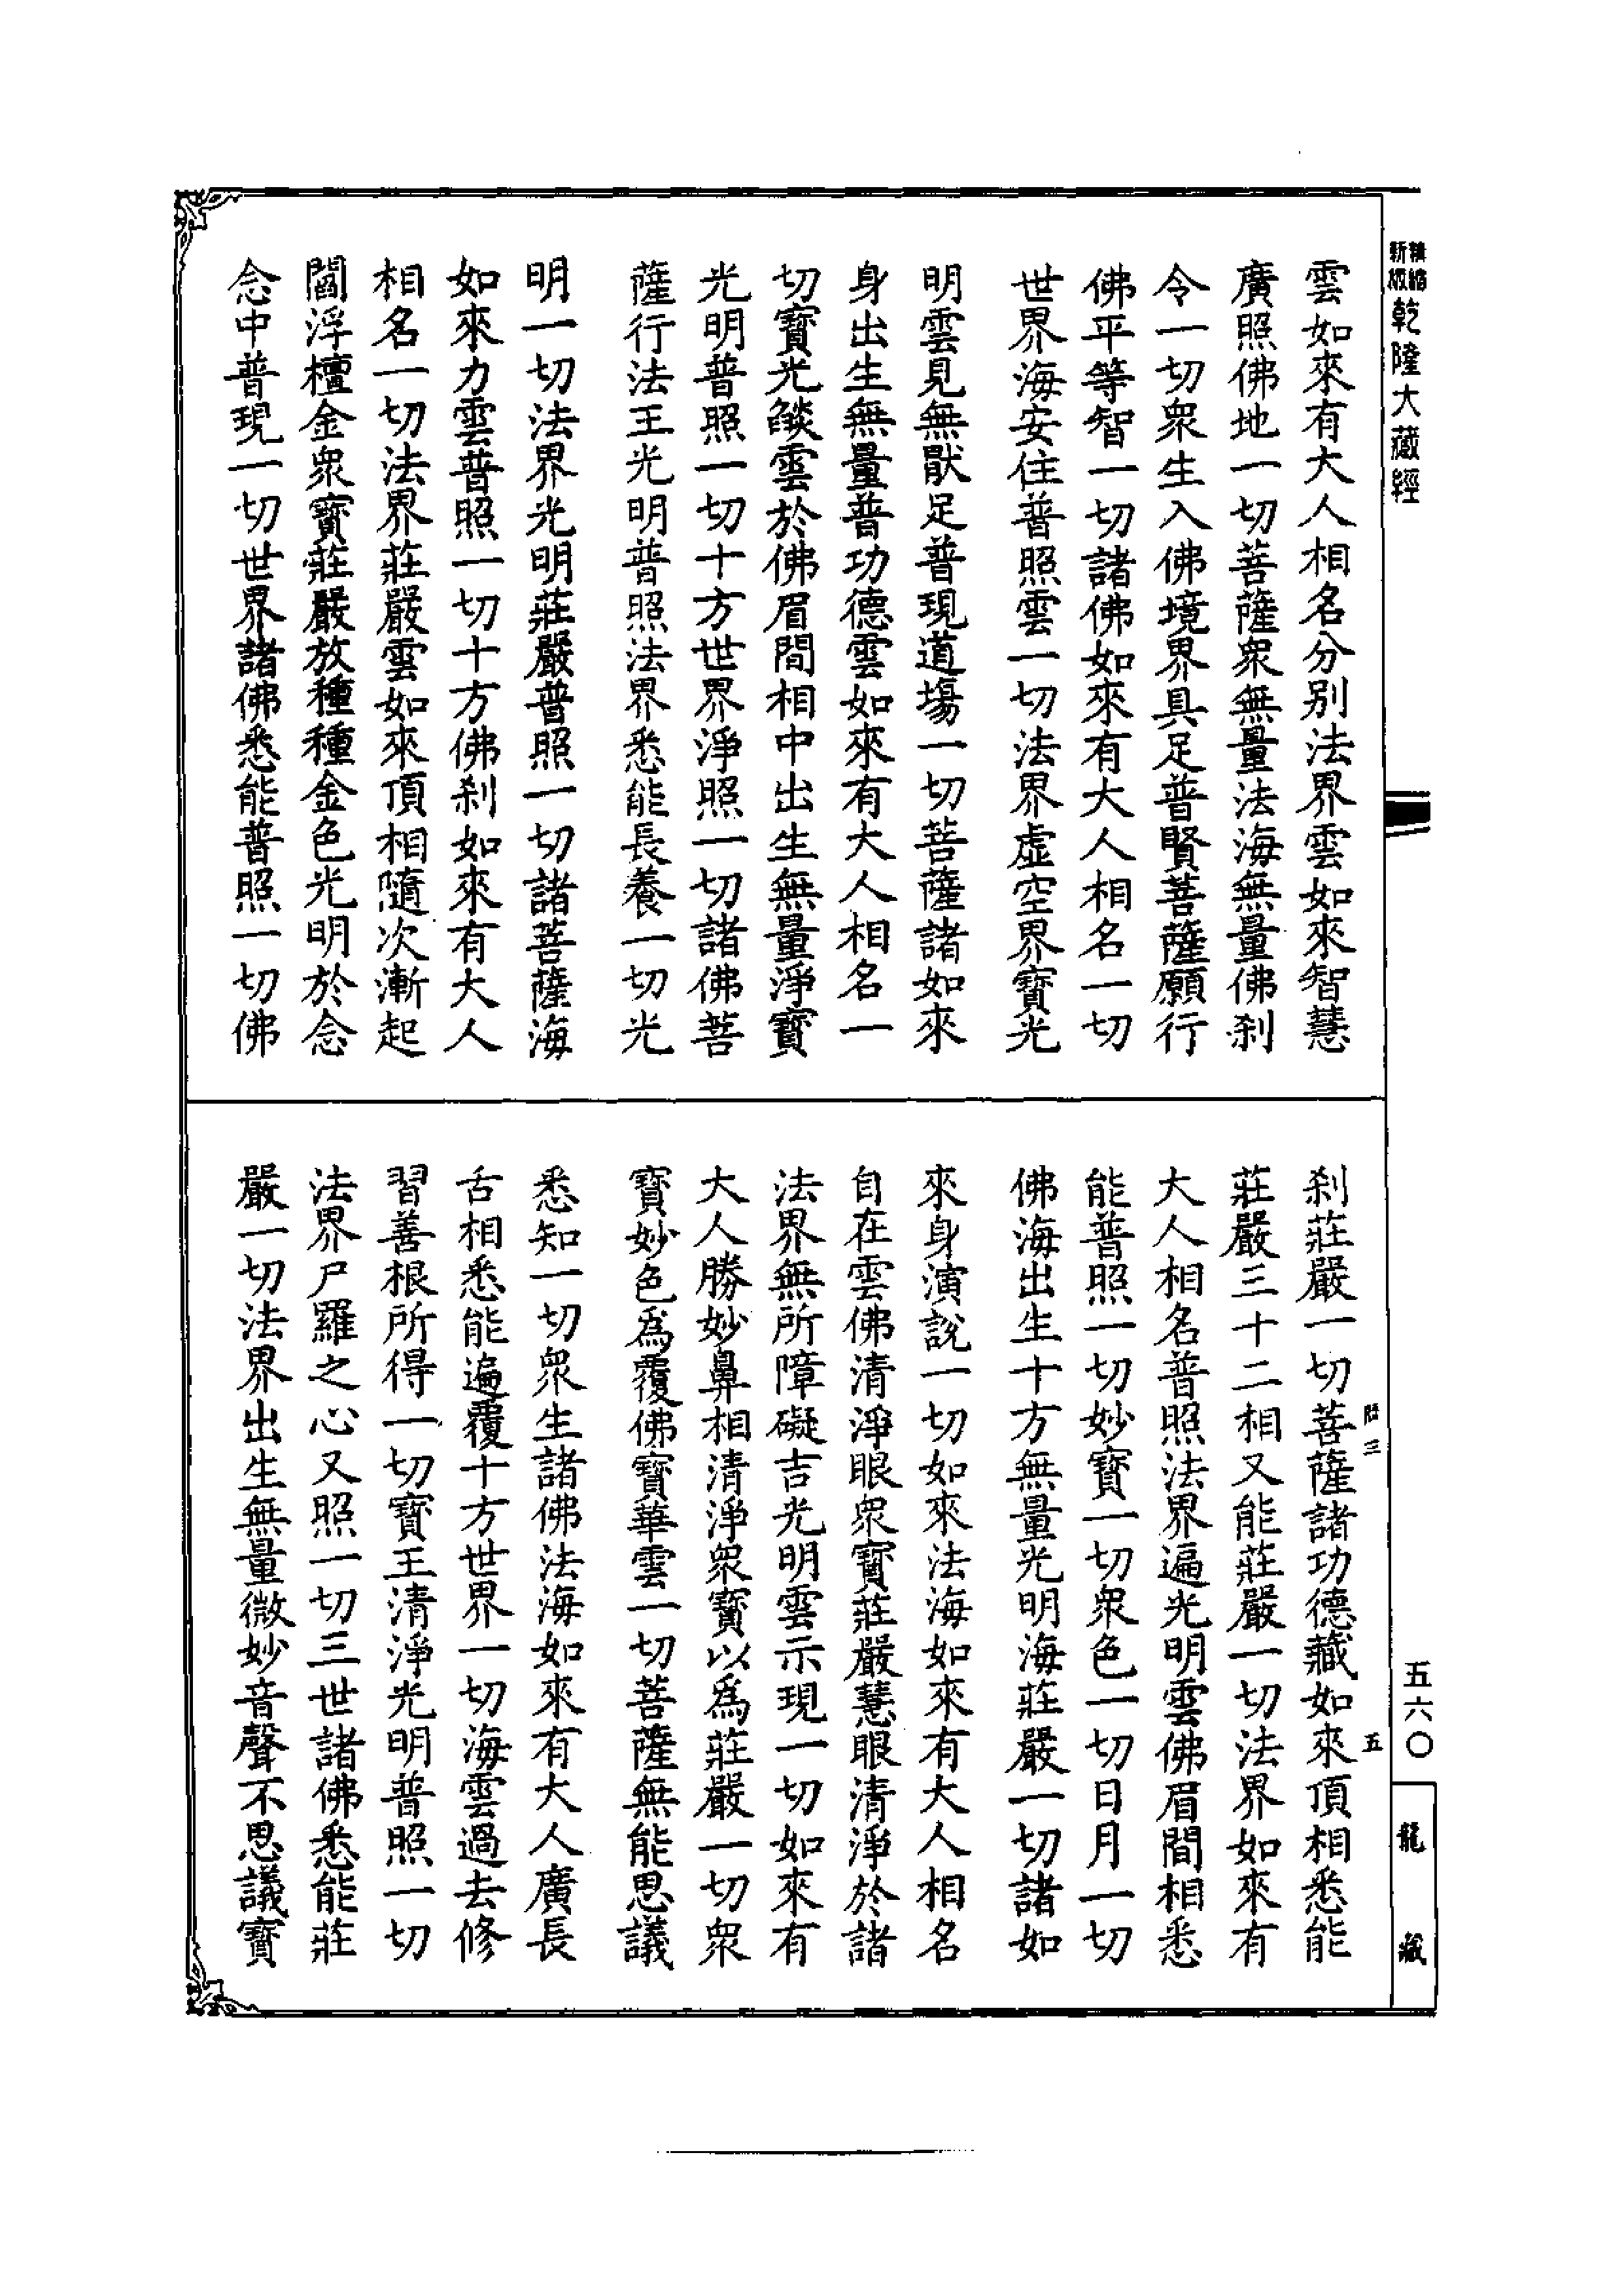 乾隆大藏經
雲如來有大人相名分別法界雲如來智慧
廣照佛地一切菩薩衆無量法海無量佛刹
令一切衆生入佛境界具足普賢菩薩願行
佛平等智一切諸佛如來有大人相名一切
世界海安住普照雲一切法界虛空界寶光
明雲見無猒足普現道場一切菩薩諸如來
身出生無量普功德雲如來有大人相名一
切寶光燄雲於佛眉間相中出生無量淨寶
光明普照一切十方世界淨照一切諸佛菩
薩行法王光明普照法界悉能長養一切光
明一切法界光明莊嚴普照一切諸菩薩海
如來力雲普照一切十方佛刹如來有大人
相名一切法界莊嚴雲如來頂相隨次漸起
閻浮檀金衆寶莊嚴放種種金色光明於念
念中普現一切世界諸佛悉能普照一切佛
刹莊嚴一切菩薩諸功德藏如來頂相悉能
莊嚴三十二相又能莊嚴一切法界如來有
大人相名普照法界遍光明雲佛眉間相悉
能普照一切妙寶一切衆色一切日月一切
佛海出生十方無量光明海莊嚴一切諸如
來身演說一切如來法海如來有大人相名
自在雲佛清淨眼衆寶莊嚴慧眼清淨於諸
法界無所障礙吉光明雲示現一切如來有
大人勝妙鼻相清淨衆寶以爲莊嚴一切衆
寶妙色爲覆佛寶華雲一切菩薩無能思議
悉知一切衆生諸佛法海如來有大人廣長
舌相悉能遍覆十方世界一切海雲過去修
習善根所得一切寶王清淨光明普照一切
法界尸羅之心又照一切三世諸佛悉能莊
嚴一切法界出生無量微妙音聲不思議寶
三
五
五六〇
龍藏